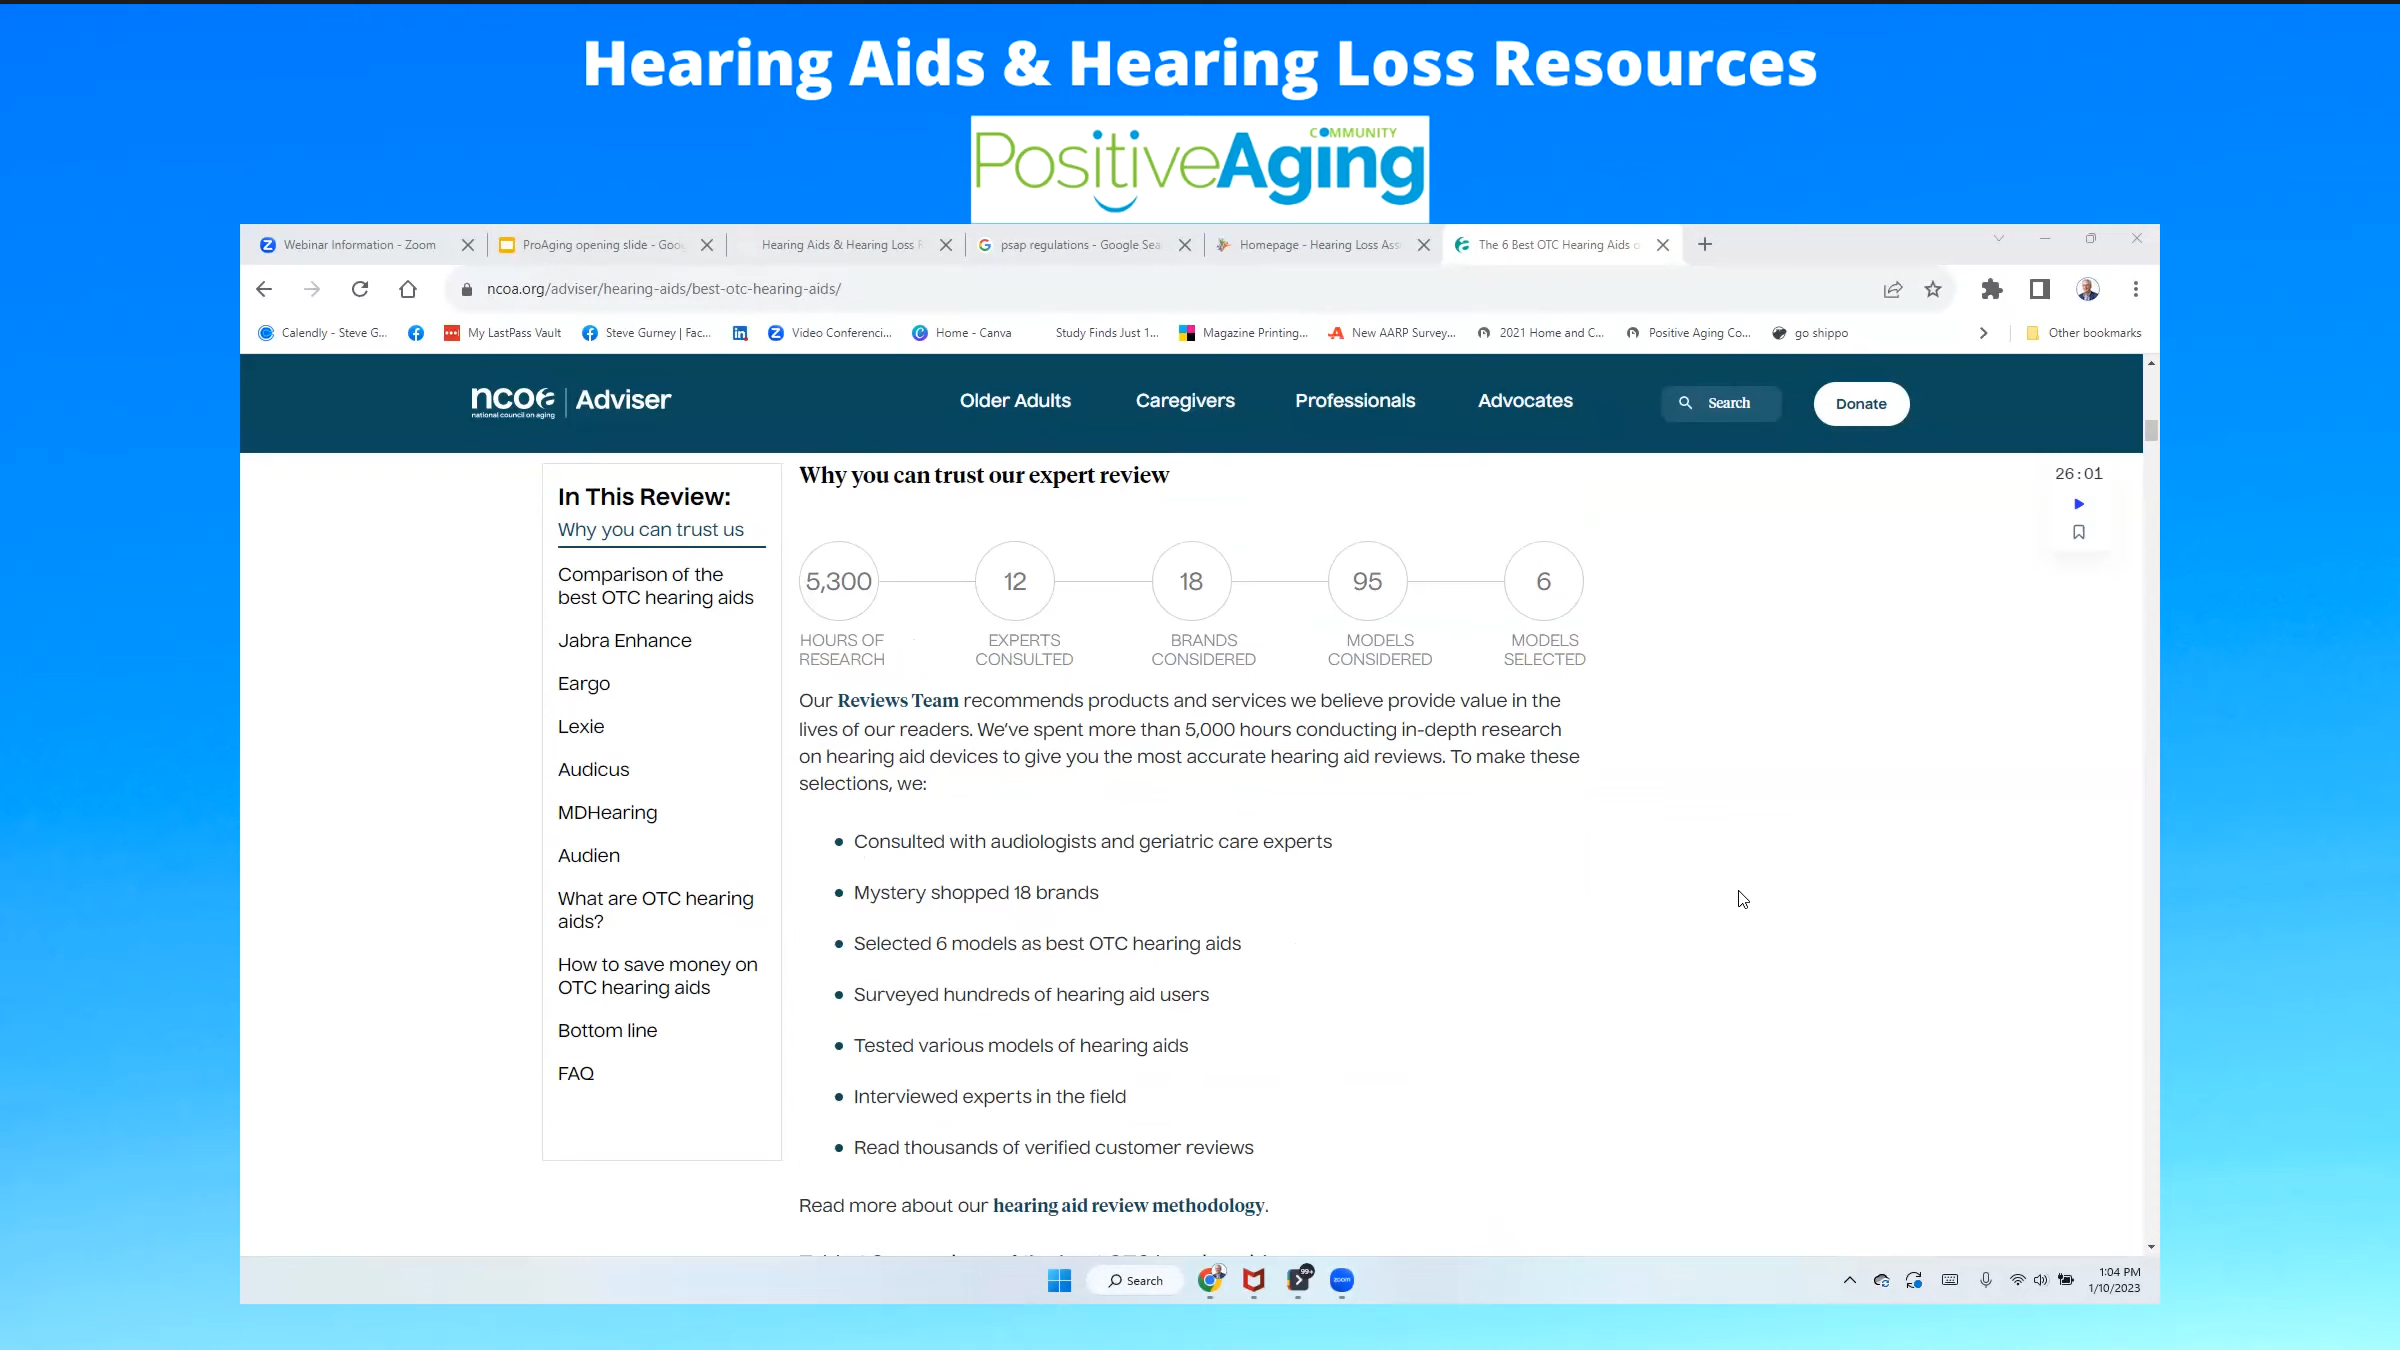 Hearing Aids & Hearing Loss Resources
COMMUNITY
PositiveAging
Webinar Information - Zoom
ProAging opening slide - Goo
Hearing Aids & Hearing Loss
psap regulations - Google Sea
Homepage - Hearing Loss Ass
The 6 Best OTC Hearing Aids o
ncoa.org/adviser/hearing-aids/best-otc-hearing-aids/
Calendly - Steve G...
My LastPass Vault
Steve Gurney | Fac...
Video Conferenci...
Home - Canva
Study Finds Just 1...
Magazine Printing...
New AARP Survey...
2021 Home and C...
Positive Aging Co...
go shippo
Other bookmarks
ncoa
national council on aging
Adviser
Older Adults
Caregivers
Professionals
Advocates
Search
Donate
In This Review:
Why you can trust us
Comparison of the
best OTC hearing aids
Jabra Enhance
Eargo
Lexie
Audicus
MDHearing
Audien
What are OTC hearing
aids?
How to save money on
OTC hearing aids
Bottom line
FAQ
Why you can trust our expert review
5,300
HOURS OF
RESEARCH
12
EXPERTS
CONSULTED
18
BRANDS
CONSIDERED
95
MODELS
CONSIDERED
6
MODELS
SELECTED
Our Reviews Team recommends products and services we believe provide value in the
lives of our readers. We've spent more than 5,000 hours conducting in-depth research
on hearing aid devices to give you the most accurate hearing aid reviews. To make these
selections, we:
Consulted with audiologists and geriatric care experts
Mystery shopped 18 brands
Selected 6 models as best OTC hearing aids
Surveyed hundreds of hearing aid users
Tested various models of hearing aids
Interviewed experts in the field
Read thousands of verified customer reviews
Read more about our hearing aid review methodology.
26:01
Search
99+
zoom
1:04 PM
1/10/2023